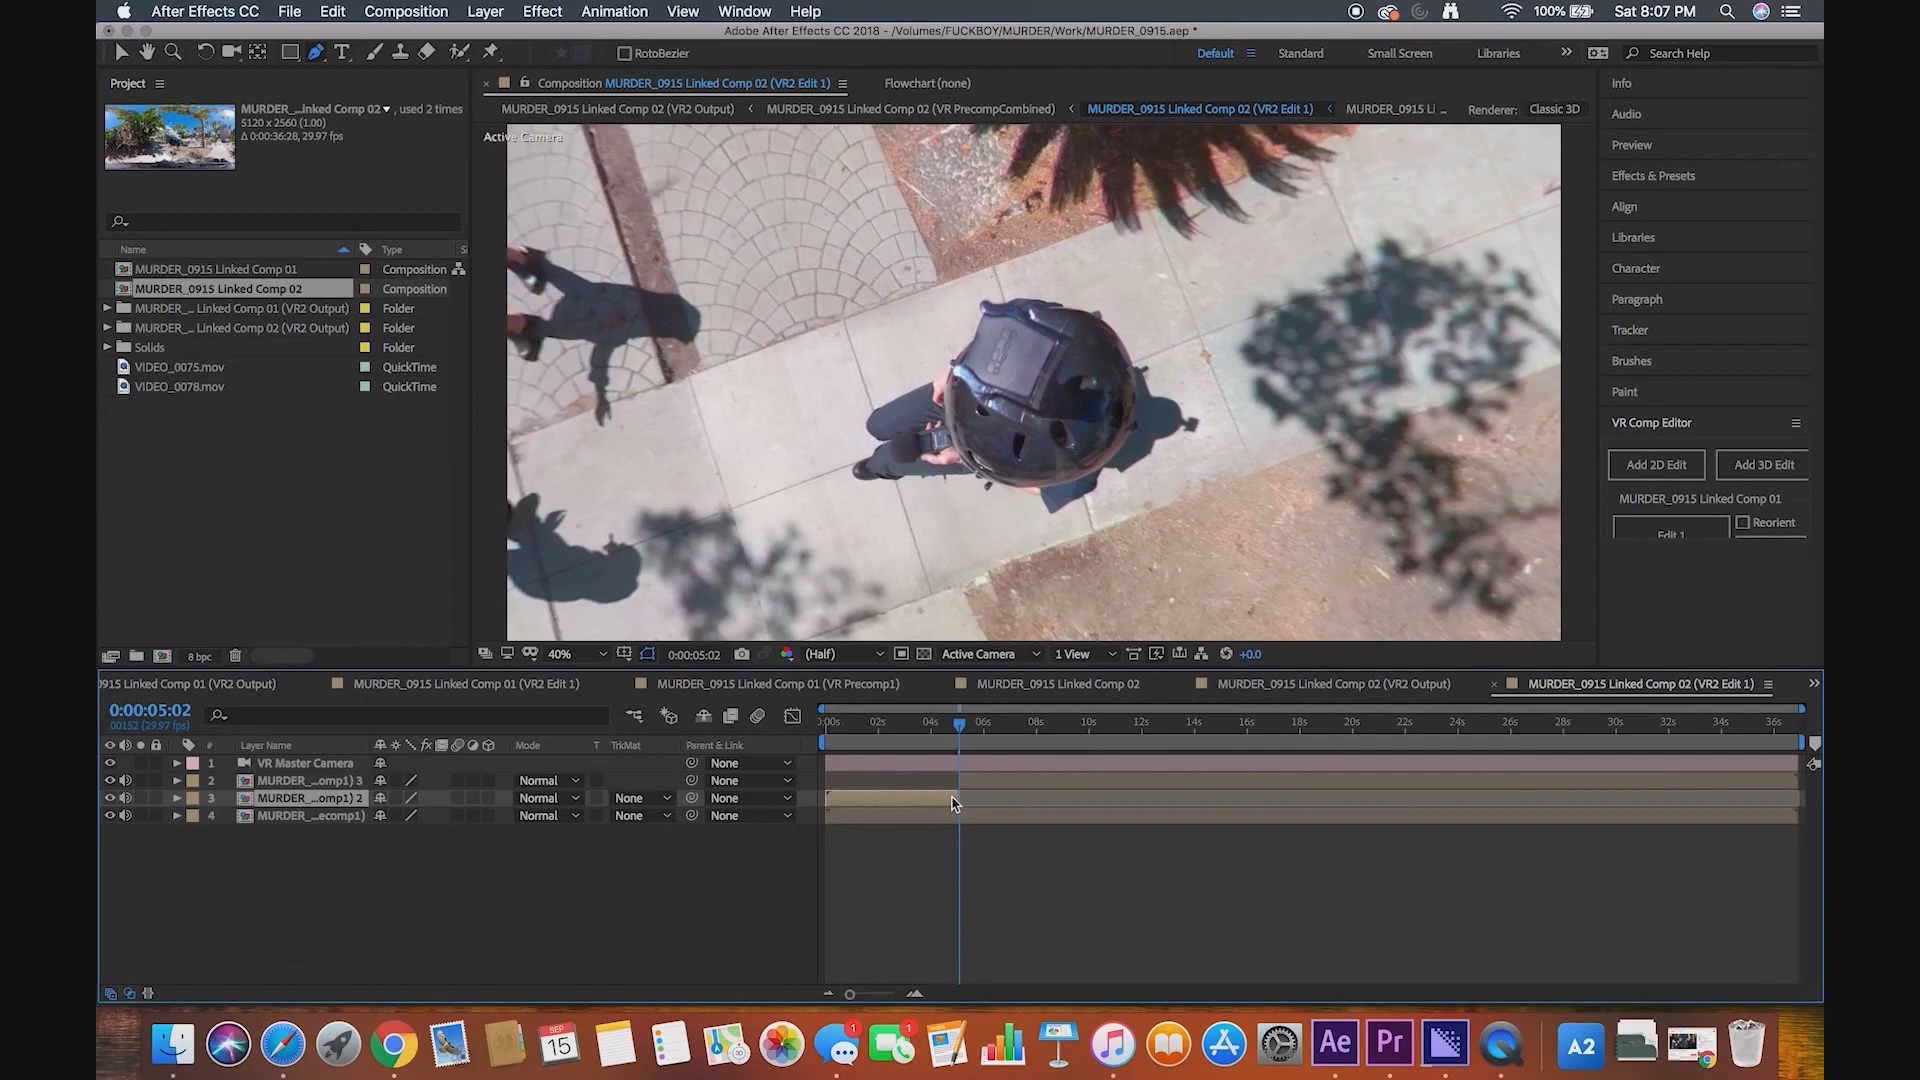 After Effects CC File Edit Composition Layer Effect Animation View Window Help 100% Sat 8:07 PM
Adobe After Effects CC 2018 - /Volumes/FUCKBOY/MURDER/Work/MURDER_0915.aep *
RotoBezier Default Standard Small Screen Libraries Search Help
Project
MURDER_...inked Comp 02 , used 2 times
5120 x 2560 (1.00)
Δ 0:00:36:28, 29.97 fps
Name Type S
MURDER_0915 Linked Comp 01 Composition
MURDER_0915 Linked Comp 02 Composition
MURDER_... Linked Comp 01 (VR2 Output) Folder
MURDER_... Linked Comp 02 (VR2 Output) Folder
Solids Folder
VIDEO_0075.mov QuickTime
VIDEO_0078.mov QuickTime
8 bpc
Composition MURDER_0915 Linked Comp 02 (VR2 Edit 1) Flowchart (none)
MURDER_0915 Linked Comp 02 (VR2 Output) MURDER_0915 Linked Comp 02 (VR PrecompCombined) MURDER_0915 Linked Comp 02 (VR2 Edit 1) MURDER_0915 Li ... Renderer: Classic 3D
Active Camera
40% 0:00:05:02 (Half) Active Camera 1 View +0.0
Info
Audio
Preview
Effects & Presets
Align
Libraries
Character
Paragraph
Tracker
Brushes
Paint
VR Comp Editor
Add 2D Edit Add 3D Edit
MURDER_0915 Linked Comp 01
Edit 1 Reorient
915 Linked Comp 01 (VR2 Output) MURDER_0915 Linked Comp 01 (VR2 Edit 1) MURDER_0915 Linked Comp 01 (VR Precomp1) MURDER_0915 Linked Comp 02 MURDER_0915 Linked Comp 02 (VR2 Output) MURDER_0915 Linked Comp 02 (VR2 Edit 1)
0:00:05:02
00152 (29.97 fps)
0:00s 02s 04s 06s 08s 10s 12s 14s 16s 18s 20s 22s 24s 26s 28s 30s 32s 34s 36s
# Layer Name fx Mode T TrkMat Parent & Link
1 VR Master Camera None
2 MURDER_...omp1) 3 Normal None
3 MURDER_...omp1) 2 Normal None None
4 MURDER_...ecomp1) Normal None None
SEP
15
3D
1
1
Ae
Pr
A2